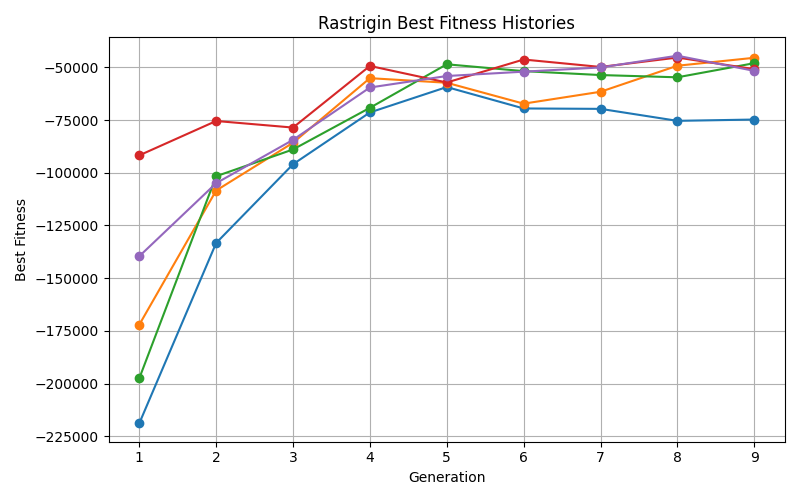 Rastrigin Best Fitness Histories
Best Fitness
−50000
−75000
−100000
−125000
−150000
−175000
−200000
−225000
1 2 3 4 5 6 7 8 9
Generation